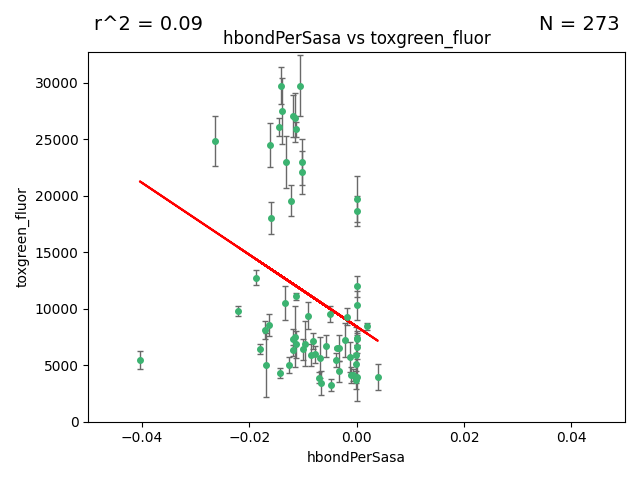 r^2 = 0.09
N = 273
hbondPerSasa vs toxgreen_fluor
30000
25000
20000
15000
10000
5000
0
toxgreen_fluor
−0.04
−0.02
0.00
0.02
0.04
hbondPerSasa